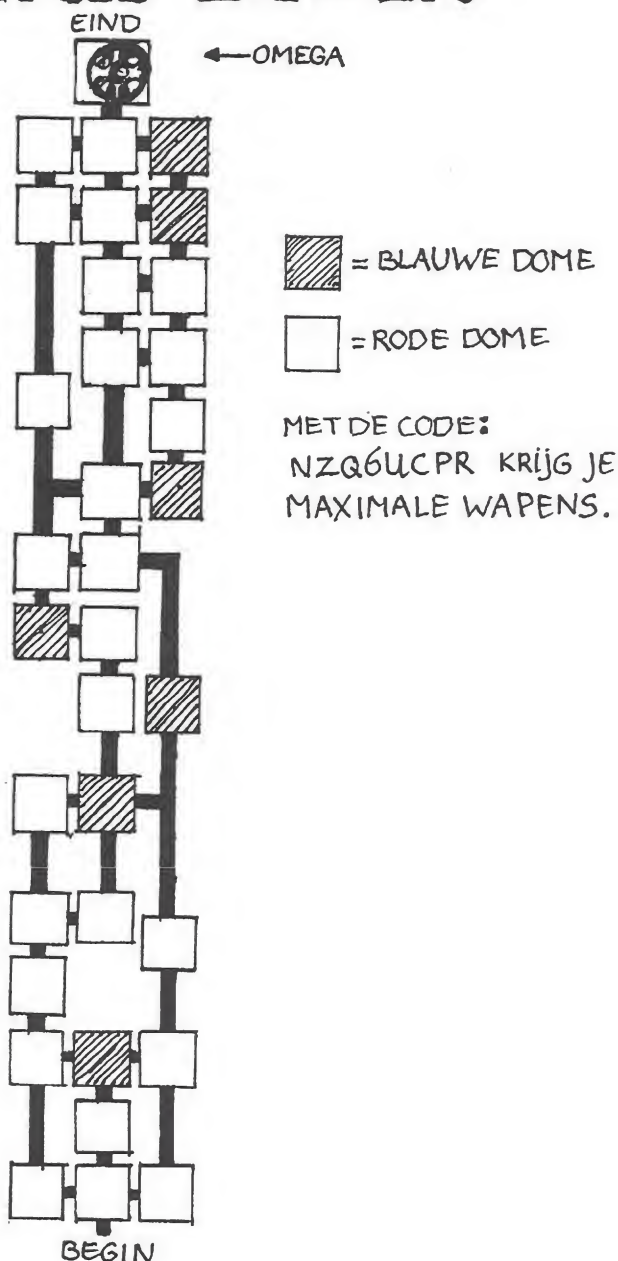 EIND
OMEGA
= BLAUWE DOME
= RODE DOME
MET DE CODE:
NZQ6UCPR KRIJG JE
MAXIMALE WAPENS.
BEGIN